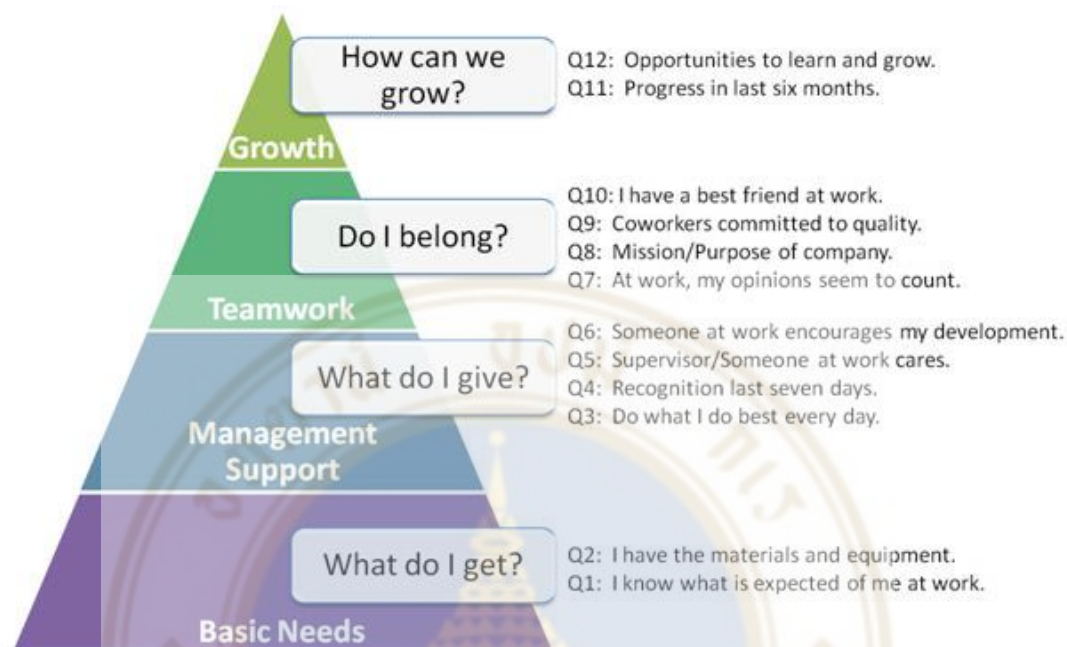 How can we
grow?
Q12: Opportunities to learn and grow.
Q11: Progress in last six months.
Growth
Do I belong?
Q10: I have a best friend at work.
Q9: Coworkers committed to quality.
Q8: Mission/Purpose of company.
Q7: At work, my opinions seem to count.
Teamwork
What do I give?
Q6: Someone at work encourages my development.
Q5: Supervisor/Someone at work cares.
Q4: Recognition last seven days.
Q3: Do what I do best every day.
Management
Support
What do I get?
Q2: I have the materials and equipment.
Q1: I know what is expected of me at work.
Basic Needs